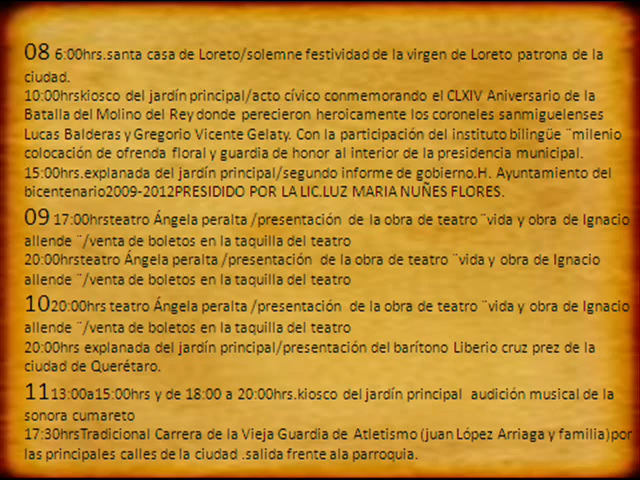 08 6:00hrs.santa casa de Loreto/solemne festividad de la virgen de Loreto patrona de la
ciudad.
10:00hrskiosco del jardín principal/acto cívico conmemorando el CLXIV Aniversario de la
Batalla del Molino del Rey donde perecieron heroicamente los coroneles sanmiguelenses
Lucas Balderas y Gregorio Vicente Gelaty. Con la participación del instituto bilingüe ¨milenio
colocación de ofrenda floral y guardia de honor al interior de la presidencia municipal.
15:00hrs.explanada del jardín principal/segundo informe de gobierno.H. Ayuntamiento del
bicentenario2009-2012PRESIDIDO POR LA LIC.LUZ MARIA NUÑES FLORES.
09 17:00hrsteatro Ángela peralta /presentación de la obra de teatro ¨vida y obra de Ignacio
allende ¨/venta de boletos en la taquilla del teatro
20:00hrsteatro Ángela peralta /presentación de la obra de teatro ¨vida y obra de Ignacio
allende ¨/venta de boletos en la taquilla del teatro
1020:00hrs teatro Ángela peralta /presentación de la obra de teatro ¨vida y obra de Ignacio
allende ¨/venta de boletos en la taquilla del teatro
20:00hrs explanada del jardín principal/presentación del barítono Liberio cruz prez de la
ciudad de Querétaro.
1113:00a15:00hrs y de 18:00 a 20:00hrs.kiosco del jardín principal audición musical de la
sonora cumareto
17:30hrsTradicional Carrera de la Vieja Guardia de Atletismo (juan López Arriaga y familia)por
las principales calles de la ciudad .salida frente ala parroquia.